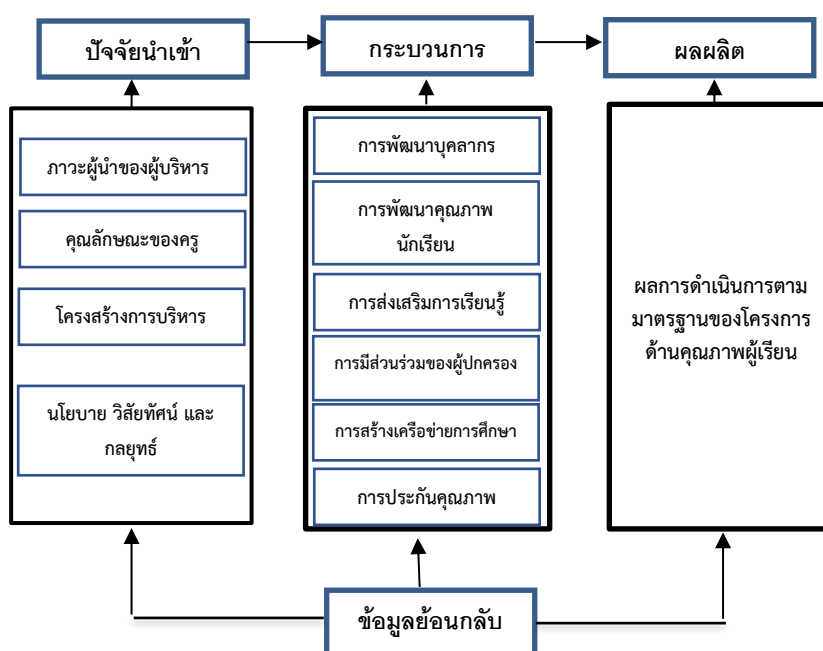 ปัจจัยนำเข้า
กระบวนการ
ผลผลิต
ภาวะผู้นำของผู้บริหาร
คุณลักษณะของครู
โครงสร้างการบริหาร
นโยบาย วิสัยทัศน์ และ
กลยุทธ์
การพัฒนาบุคลากร
การพัฒนาคุณภาพ
นักเรียน
การส่งเสริมการเรียนรู้
การมีส่วนร่วมของผู้ปกครอง
การสร้างเครือข่ายการศึกษา
การประกันคุณภาพ
ผลการดำเนินการตาม
มาตรฐานของโครงการ
ด้านคุณภาพผู้เรียน
ข้อมูลย้อนกลับ